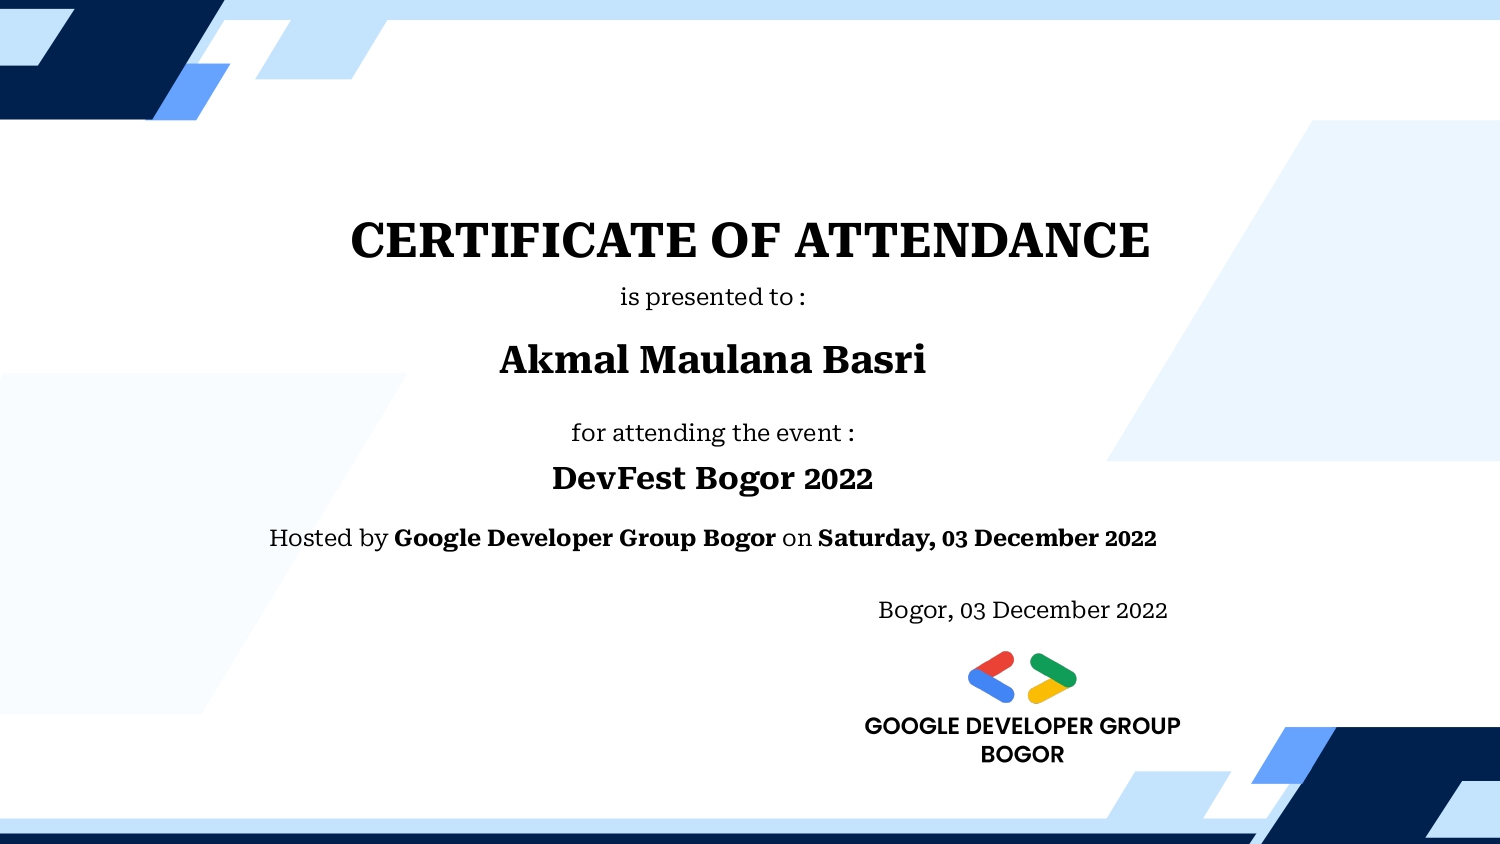 CERTIFICATE OF ATTENDANCE
is presented to :
Akmal Maulana Basri
for attending the event :
DevFest Bogor 2022
Hosted by Google Developer Group Bogor on Saturday, 03 December 2022
Bogor, 03 December 2022
GOOGLE DEVELOPER GROUP
BOGOR